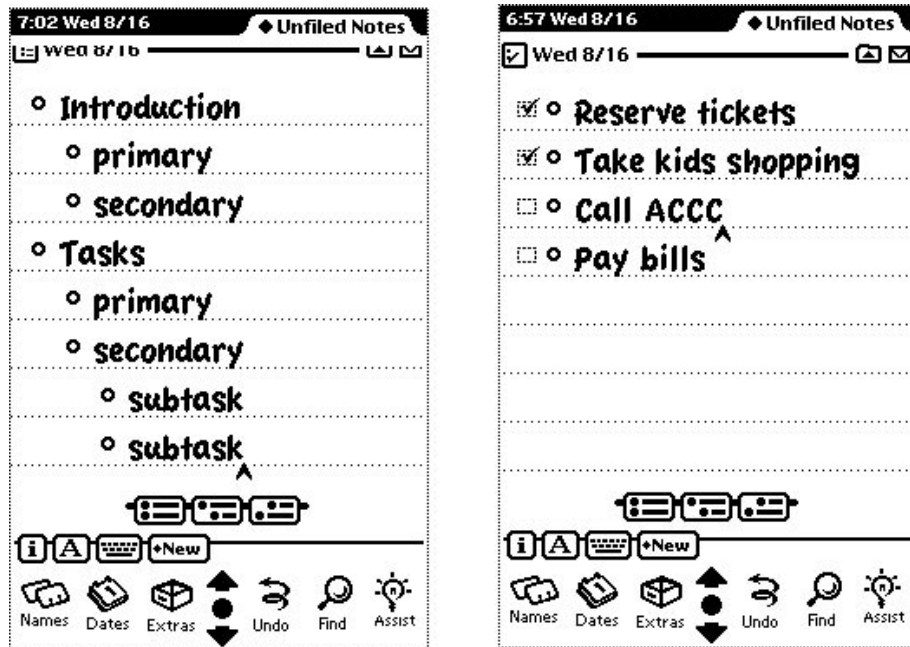 7:02 Wed 8/16 ◆ Unfiled Notes
Wed 8/16
Introduction
primary
secondary
Tasks
primary
secondary
subtask
subtask
i A •New
Names Dates Extras Undo Find Assist
6:57 Wed 8/16 ◆ Unfiled Notes
Wed 8/16
Reserve tickets
Take kids shopping
Call ACCC
Pay bills
i A •New
Names Dates Extras Undo Find Assist